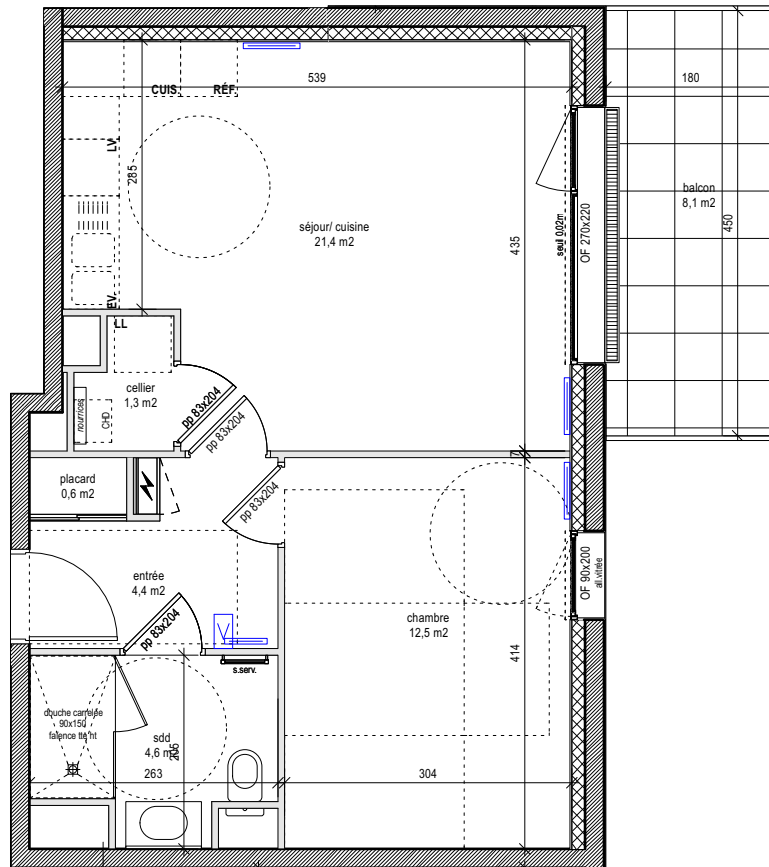 539
180
CUIS.
RÉF.
LV
285
séjour/ cuisine
21,4 m2
435
seuil 0.02m
OF 270x220
balcon
8,1 m2
450
EV.
LL
cellier
1,3 m2
nourrices
CHD
pp 83x204
pp 83x204
placard
0,6 m2
pp 83x204
7
entrée
4,4 m2
pp 83x204
V
OF 90x200
all.vitrée
chambre
12,5 m2
414
s.serv.
douche carrelée
90x150
faïence tte ht
sdd
4,6 m2
205
263
304